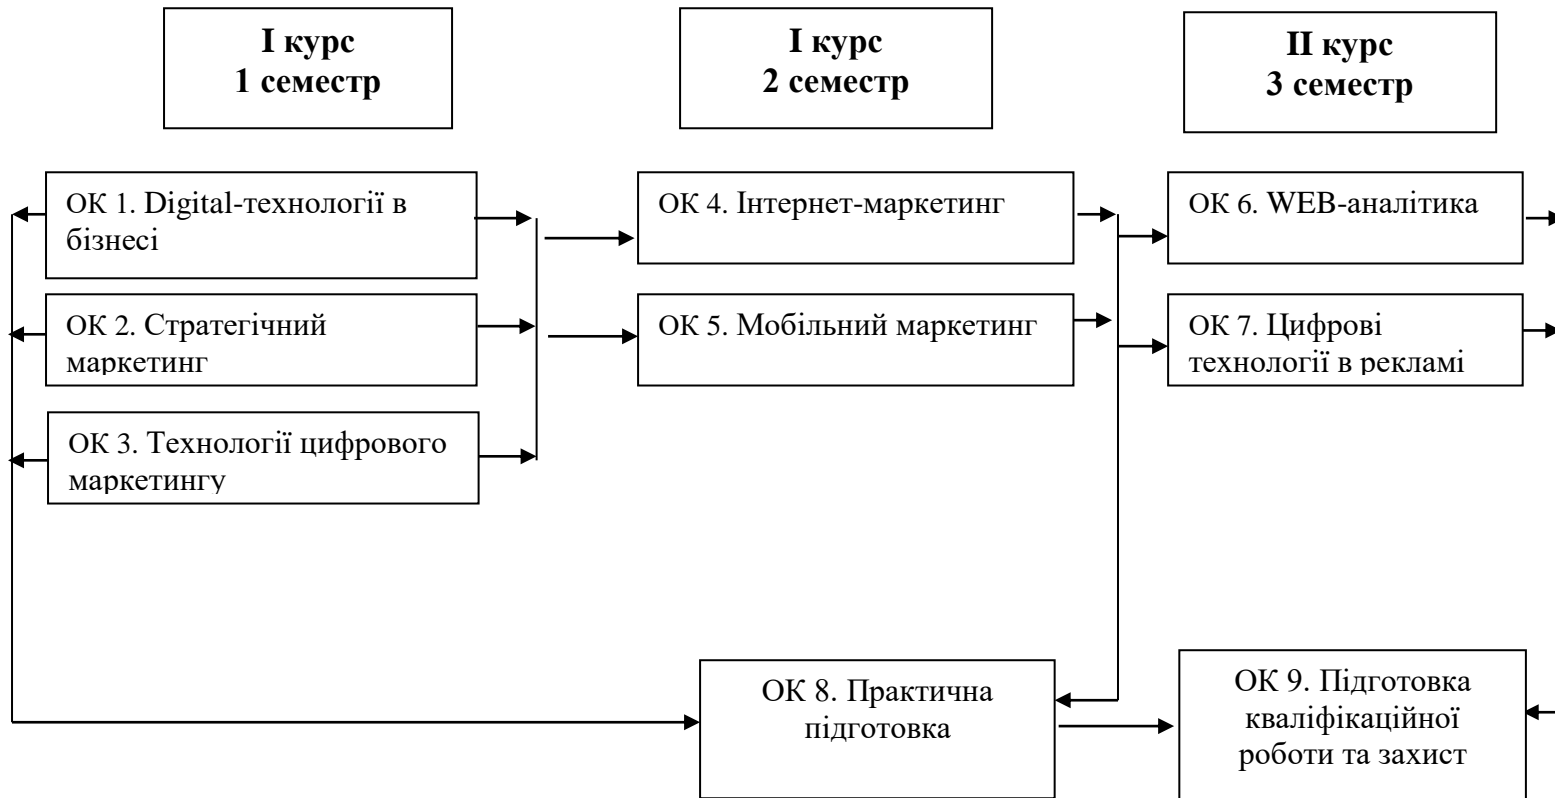 І курс
1 семестр
І курс
2 семестр
ІІ курс
3 семестр
ОК 1. Digital-технології в
бізнесі
ОК 4. Інтернет-маркетинг
ОК 6. WEB-аналітика
ОК 2. Стратегічний
маркетинг
ОК 5. Мобільний маркетинг
ОК 7. Цифрові
технології в рекламі
ОК 3. Технології цифрового
маркетингу
ОК 8. Практична
підготовка
ОК 9. Підготовка
кваліфікаційної
роботи та захист